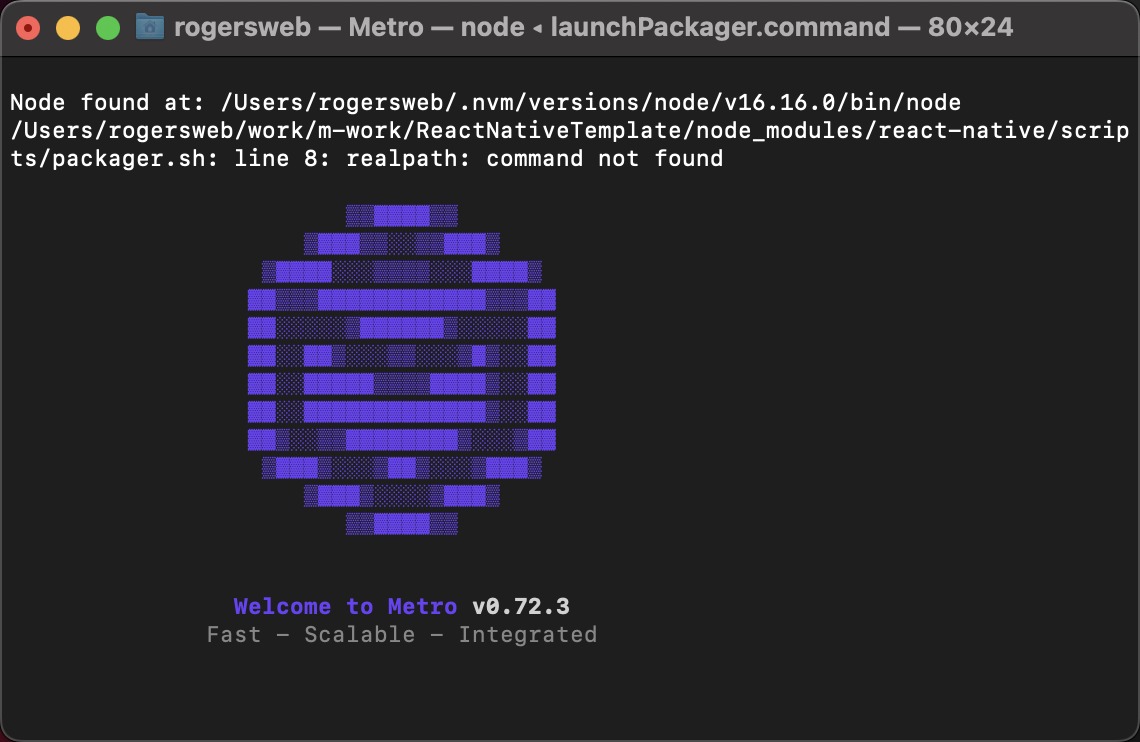 rogersweb — Metro — node ◂ launchPackager.command — 80×24
Node found at: /Users/rogersweb/.nvm/versions/node/v16.16.0/bin/node
/Users/rogersweb/work/m-work/ReactNativeTemplate/node_modules/react-native/scrip
ts/packager.sh: line 8: realpath: command not found
Welcome to Metro v0.72.3
Fast - Scalable - Integrated